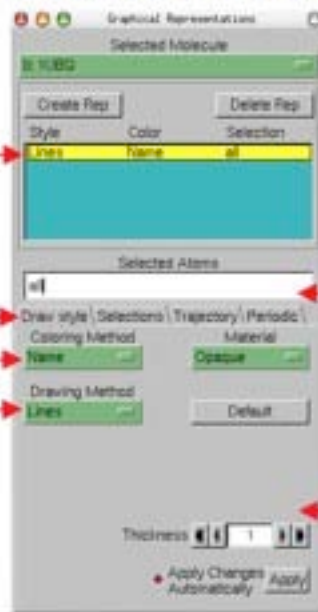 Graphical Representations
Selected Molecule
0: 1UBQ
Create Rep Delete Rep
Style Color Selection
Lines Name all
Selected Atoms
all
Draw style Selections Trajectory Periodic
Coloring Method Material
Name Opaque
Drawing Method
Lines Default
Thickness 1
Apply Changes
Automatically Apply